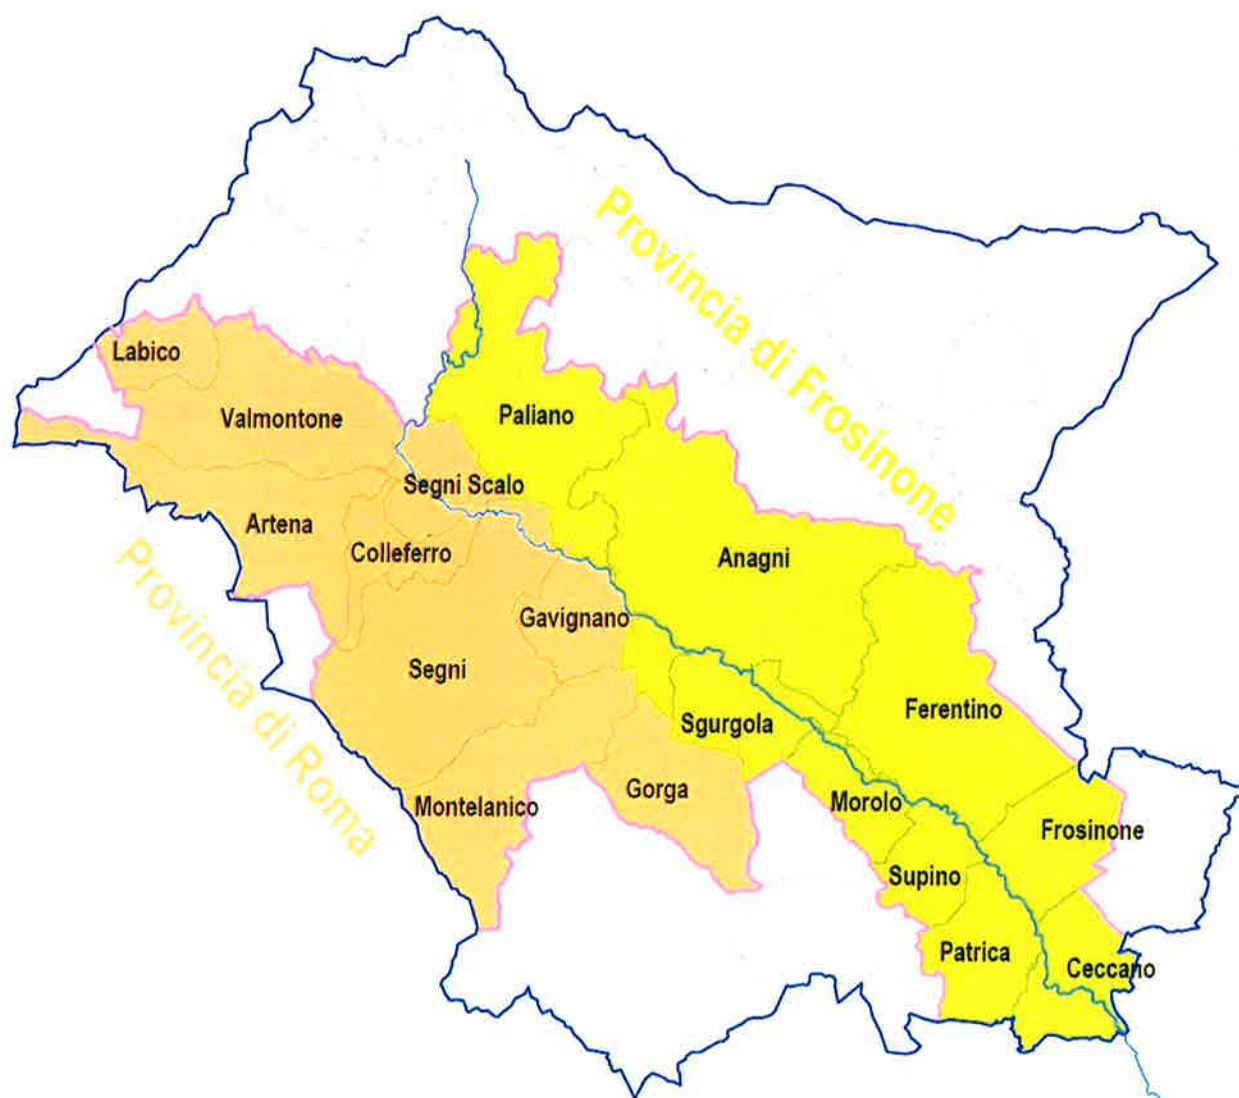 Provincia di Frosinone
Labico
Valmontone
Paliano
Segni Scalo
Artena
Colleferro
Anagni
Provincia di Roma
Gavignano
Segni
Sgurgola
Ferentino
Gorga
Montelanico
Morolo
Frosinone
Supino
Patrica
Ceccano